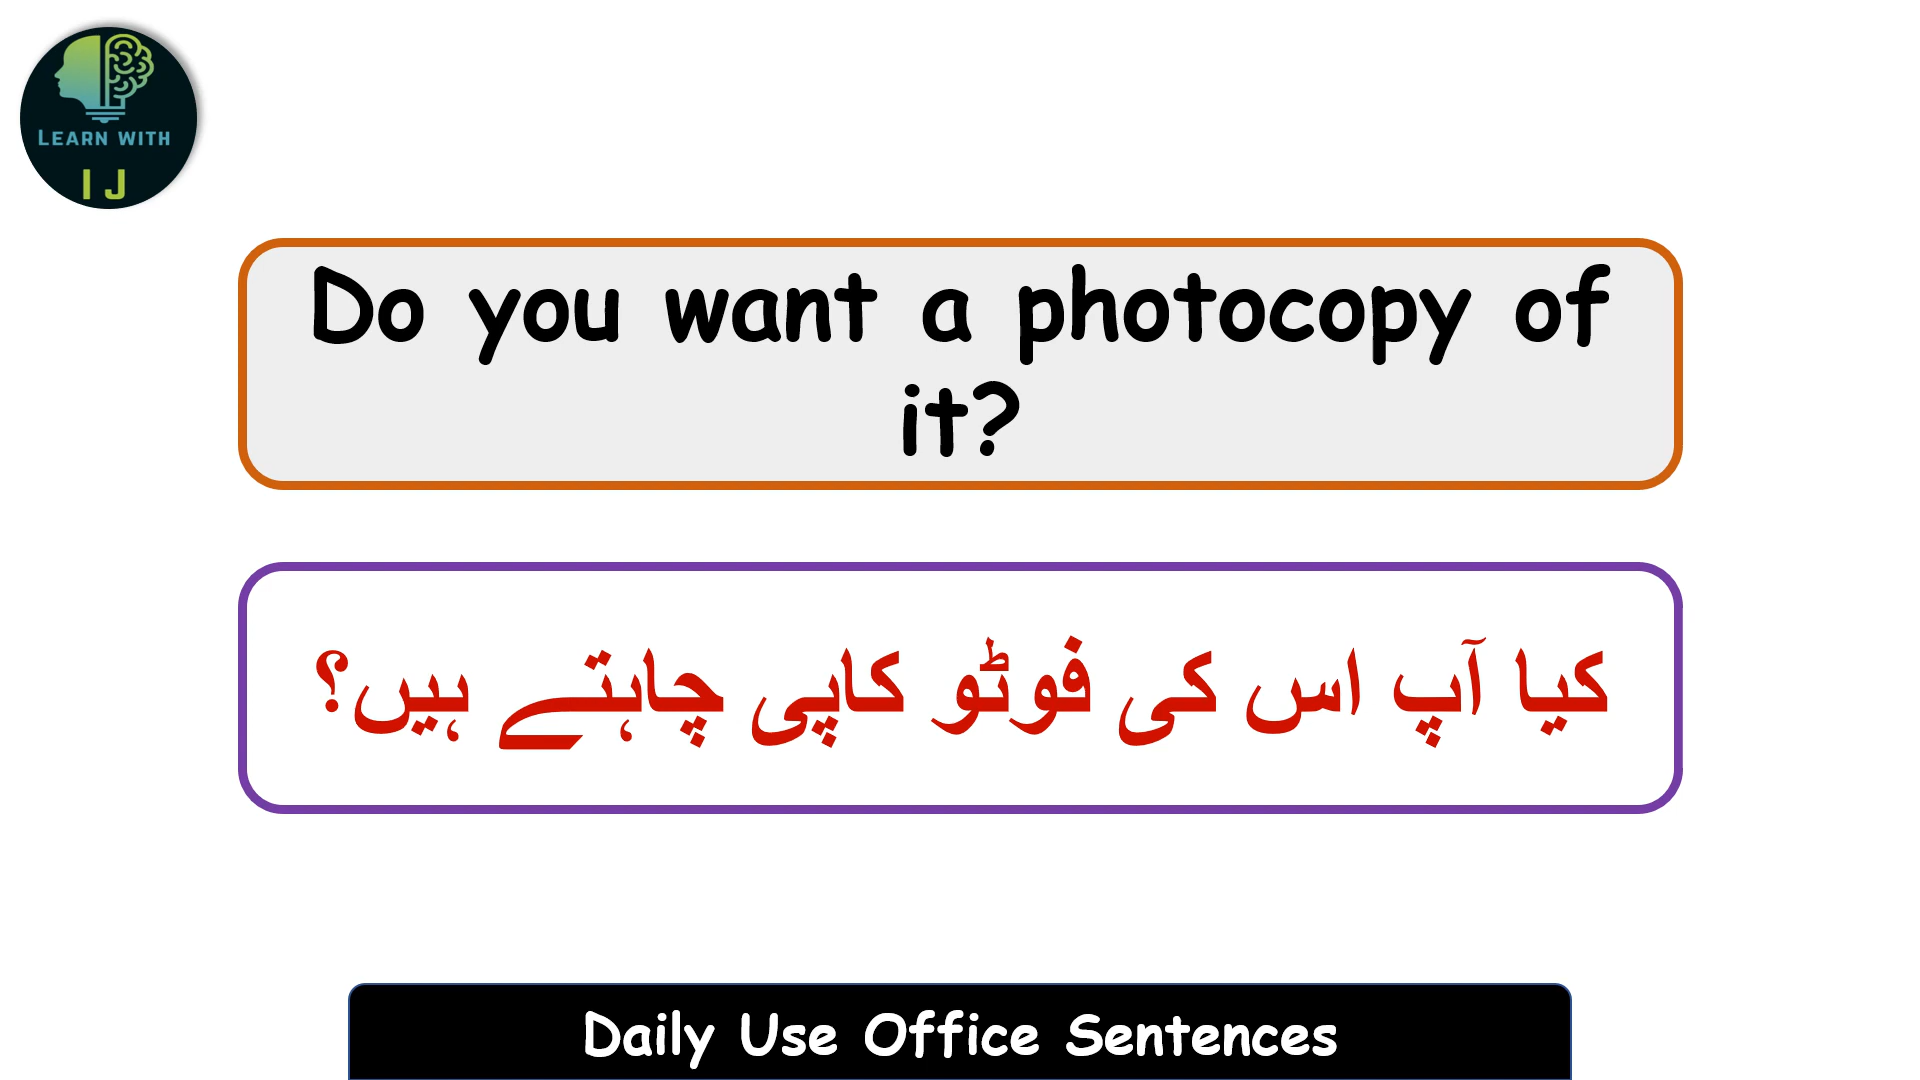 LEARN WITH
I J
Do you want a photocopy of
it?
کیا آپ اس کی فوٹو کاپی چاہتے ہیں؟
Daily Use Office Sentences